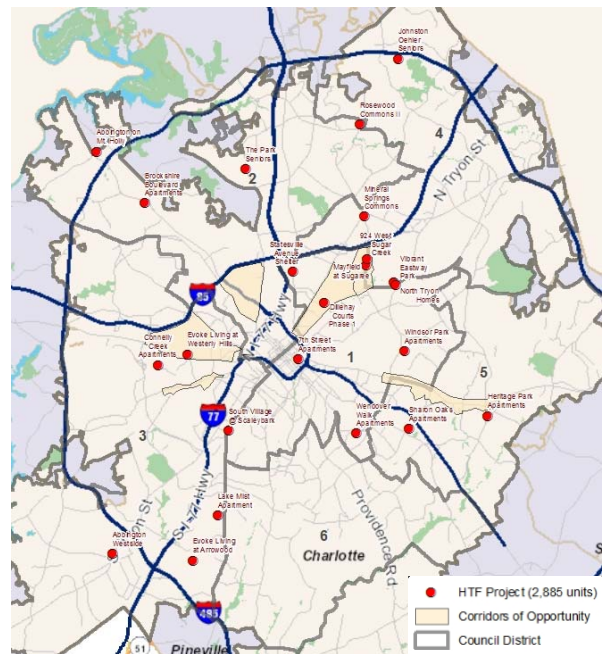 Johnston
Oehler
Seniors
Rosewood
Commons II
4
N Tryon St
Abbington on
Mt Holly
The Park
Seniors
2
Brookshire
Boulevard
Apartments
Mineral
Springs
Commons
924 West
Sugar
Creek
Statesville
Avenue
Shelter
Mayfield
at Sugaree
Vibrant
Eastway
Park
North Tryon
Homes
85
Dillehay
Courts
Phase 1
Connelly
Creek
Apartments
Evoke Living at
Westerly Hills
7th Street
Apartments
1
Windsor Park
Apartments
5
Heritage Park
Apartments
77
South Village
@ Scaleypark
Wendover
Walk
Apartments
Sharon Oaks
Apartments
3
Lake Mist
Apartment
Providence Rd
6
Charlotte
Abbington
Westside
Evoke Living
at Arrowood
485
51
Pineville
S
HTF Project (2,885 units)
Corridors of Opportunity
Council District